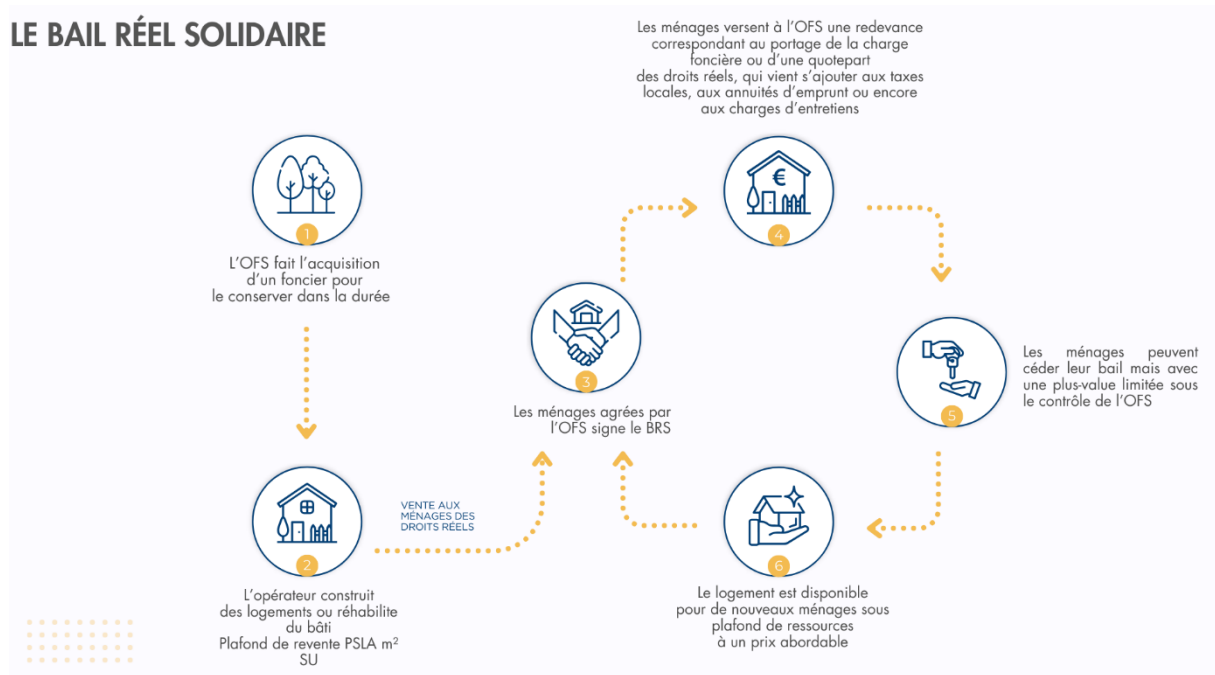 LE BAIL RÉEL SOLIDAIRE
1
L’OFS fait l’acquisition
d’un foncier pour
le conserver dans la durée
2
L’opérateur construit
des logements ou réhabilite
du bâti
Plafond de revente PSLA m²
SU
VENTE AUX
MÉNAGES DES
DROITS RÉELS
3
Les ménages agrées par
l’OFS signe le BRS
Les ménages versent à l’OFS une redevance
correspondant au portage de la charge
foncière ou d’une quotepart
des droits réels, qui vient s’ajouter aux taxes
locales, aux annuités d’emprunt ou encore
aux charges d’entretiens
€
4
5
Les ménages peuvent
céder leur bail mais avec
une plus-value limitée sous
le contrôle de l’OFS
6
Le logement est disponible
pour de nouveaux ménages sous
plafond de ressources
à un prix abordable